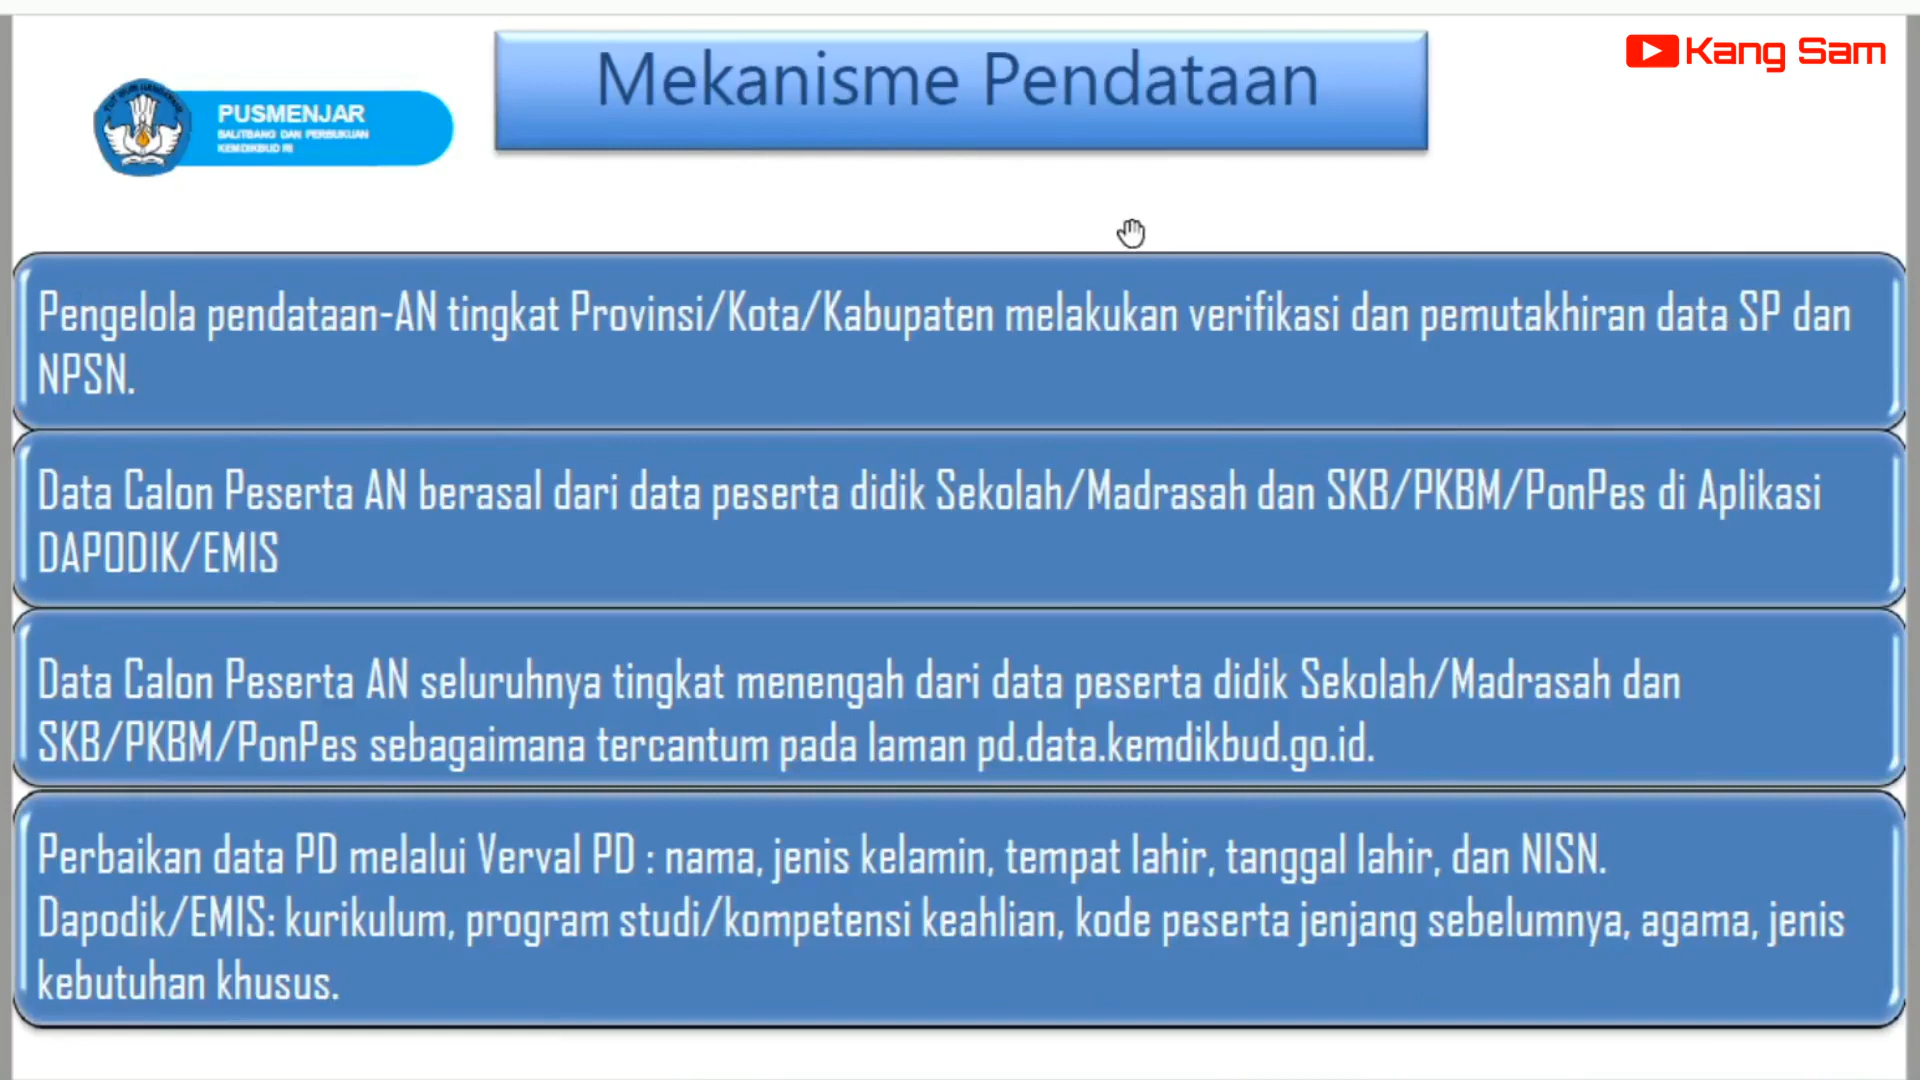 Mekanisme Pendataan
Kang Sam
PUSMENJAR
BALITBANG DAN PERBUKUAN
KEMDIKBUD RI
Pengelola pendataan-AN tingkat Provinsi/Kota/Kabupaten melakukan verifikasi dan pemutakhiran data SP dan
NPSN.
Data Calon Peserta AN berasal dari data peserta didik Sekolah/Madrasah dan SKB/PKBM/PonPes di Aplikasi
DAPODIK/EMIS
Data Calon Peserta AN seluruhnya tingkat menengah dari data peserta didik Sekolah/Madrasah dan
SKB/PKBM/PonPes sebagaimana tercantum pada laman pd.data.kemdikbud.go.id.
Perbaikan data PD melalui Verval PD : nama, jenis kelamin, tempat lahir, tanggal lahir, dan NISN.
Dapodik/EMIS: kurikulum, program studi/kompetensi keahlian, kode peserta jenjang sebelumnya, agama, jenis
kebutuhan khusus.